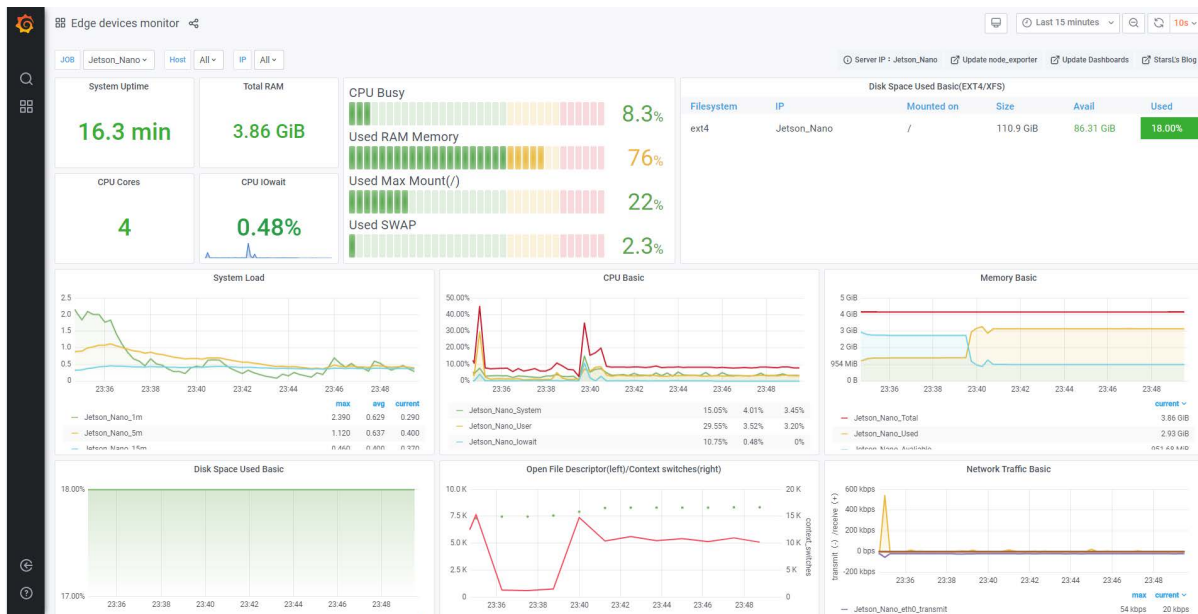 Edge devices monitor
Last 15 minutes
10s
JOB Jetson_Nano Host All IP All
Server IP : Jetson_Nano Update node_exporter Update Dashboards StarsL's Blog
System Uptime
16.3 min
Total RAM
3.86 GiB
CPU Cores
4
CPU IOwait
0.48%
CPU Busy
8.3%
Used RAM Memory
76%
Used Max Mount(/)
22%
Used SWAP
2.3%
Disk Space Used Basic(EXT4/XFS)
Filesystem IP Mounted on Size Avail Used
ext4 Jetson_Nano / 110.9 GiB 86.31 GiB 18.00%
System Load
2.5
2.0
1.5
1.0
0.5
0
23:36 23:38 23:40 23:42 23:44 23:46 23:48
max avg current
Jetson_Nano_1m 2.390 0.629 0.290
Jetson_Nano_5m 1.120 0.637 0.400
Jetson_Nano_15m 0.460 0.400 0.370
CPU Basic
50.00%
40.00%
30.00%
20.00%
10.00%
0%
23:36 23:38 23:40 23:42 23:44 23:46 23:48
Jetson_Nano_System 15.05% 4.01% 3.45%
Jetson_Nano_User 29.55% 3.52% 3.20%
Jetson_Nano_Iowait 10.75% 0.48% 0%
Memory Basic
5 GiB
4 GiB
3 GiB
2 GiB
954 MiB
0 B
23:36 23:38 23:40 23:42 23:44 23:46 23:48
current
Jetson_Nano_Total 3.86 GiB
Jetson_Nano_Used 2.93 GiB
Jetson_Nano_Avaliable 951.68 MiB
Disk Space Used Basic
18.00%
17.00%
23:36 23:38 23:40 23:42 23:44 23:46 23:48
Open File Descriptor(left)/Context switches(right)
10.0 K
7.5 K
5.0 K
2.5 K
0
20 K
15 K
10 K
5 K
0
context_switches
23:36 23:38 23:40 23:42 23:44 23:46 23:48
Network Traffic Basic
transmit (-) /receive (+)
600 kbps
400 kbps
200 kbps
0 bps
-200 kbps
23:36 23:38 23:40 23:42 23:44 23:46 23:48
max current
Jetson_Nano_eth0_transmit 54 kbps 20 kbps